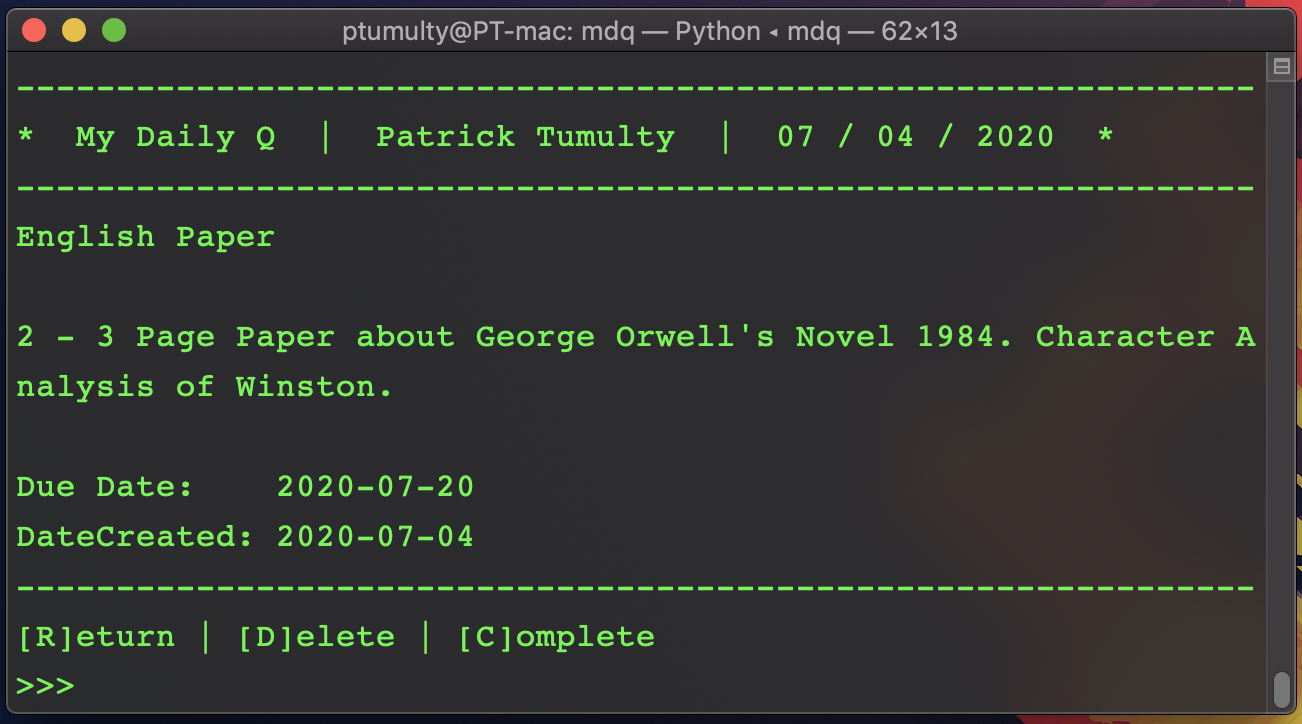 ptumulty@PT-mac: mdq — Python ◂ mdq — 62×13
--------------------------------------------------------------
*  My Daily Q  |  Patrick Tumulty  |  07 / 04 / 2020  *
--------------------------------------------------------------
English Paper
2 - 3 Page Paper about George Orwell's Novel 1984. Character A
nalysis of Winston.
Due Date:    2020-07-20
DateCreated: 2020-07-04
--------------------------------------------------------------
[R]eturn | [D]elete | [C]omplete
>>>